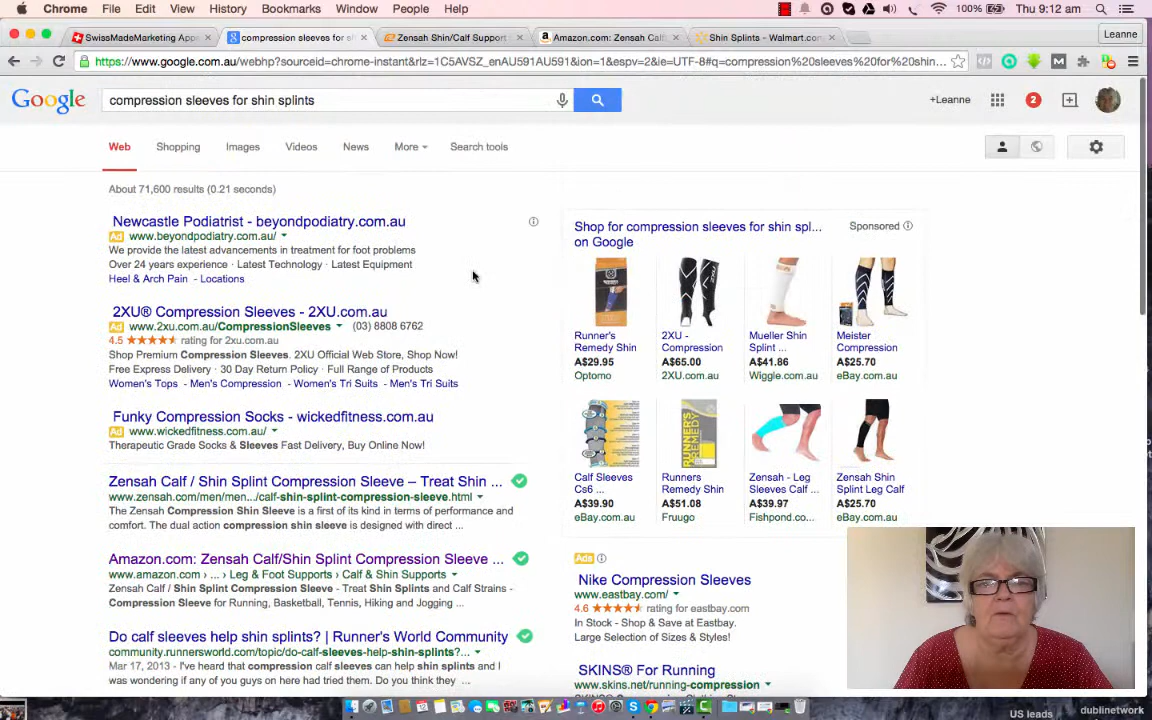 Chrome File Edit View History Bookmarks Window People Help 100% Thu 9:12 am
SwissMadeMarketing Appe
compression sleeves for s
Zensah Shin/Calf Support
Amazon.com: Zensah Calf
Shin Splints - Walmart.com
Leanne
https://www.google.com.au/webhp?sourceid=chrome-instant&rlz=1C5AVSZ_enAU591AU591&ion=1&espv=2&ie=UTF-8#q=compression%20sleeves%20for%20shin...
Google
compression sleeves for shin splints
+Leanne
2
Web Shopping Images Videos News More Search tools
About 71,600 results (0.21 seconds)
Newcastle Podiatrist - beyondpodiatry.com.au
Ad www.beyondpodiatry.com.au/
We provide the latest advancements in treatment for foot problems
Over 24 years experience · Latest Technology · Latest Equipment
Heel & Arch Pain - Locations
2XU® Compression Sleeves - 2XU.com.au
Ad www.2xu.com.au/CompressionSleeves (03) 8808 6762
4.5 rating for 2xu.com.au
Shop Premium Compression Sleeves. 2XU Official Web Store, Shop Now!
Free Express Delivery · 30 Day Return Policy · Full Range of Products
Women's Tops - Men's Compression - Women's Tri Suits - Men's Tri Suits
Funky Compression Socks - wickedfitness.com.au
Ad www.wickedfitness.com.au/
Therapeutic Grade Socks & Sleeves Fast Delivery, Buy Online Now!
Zensah Calf / Shin Splint Compression Sleeve – Treat Shin ...
www.zensah.com/men/men.../calf-shin-splint-compression-sleeve.html
The Zensah Compression Shin Sleeve is a first of its kind in terms of performance and
comfort. The dual action compression shin sleeve is designed with direct ...
Amazon.com: Zensah Calf/Shin Splint Compression Sleeve ...
www.amazon.com › ... › Leg & Foot Supports › Calf & Shin Supports
Zensah Calf / Shin Splint Compression Sleeve - Treat Shin Splints and Calf Strains -
Compression Sleeve for Running, Basketball, Tennis, Hiking and Jogging ...
Do calf sleeves help shin splints? | Runner's World Community
community.runnersworld.com/topic/do-calf-sleeves-help-shin-splints?...
Mar 17, 2013 - I've heard that compression calf sleeves can help shin splints and I
was wondering if any of you guys on here had tried them. Do you think they ...
Shop for compression sleeves for shin spl...
on Google
Sponsored
Runner's
Remedy Shin
A$29.95
Optomo
2XU -
Compression
A$65.00
2XU.com.au
Mueller Shin
Splint ...
A$41.86
Wiggle.com.au
Meister
Compression
A$25.70
eBay.com.au
Calf Sleeves
Cs6 ...
A$39.90
eBay.com.au
Runners
Remedy Shin
A$51.08
Fruugo
Zensah - Leg
Sleeves Calf ...
A$39.97
Fishpond.co...
Zensah Shin
Splint Leg Calf
A$25.70
eBay.com.au
Ads
Nike Compression Sleeves
www.eastbay.com/
4.6 rating for eastbay.com
In Stock - Shop & Save at Eastbay.
Large Selection of Sizes & Styles!
SKINS® For Running
www.skins.net/running-compression
US leads
dublinetwork